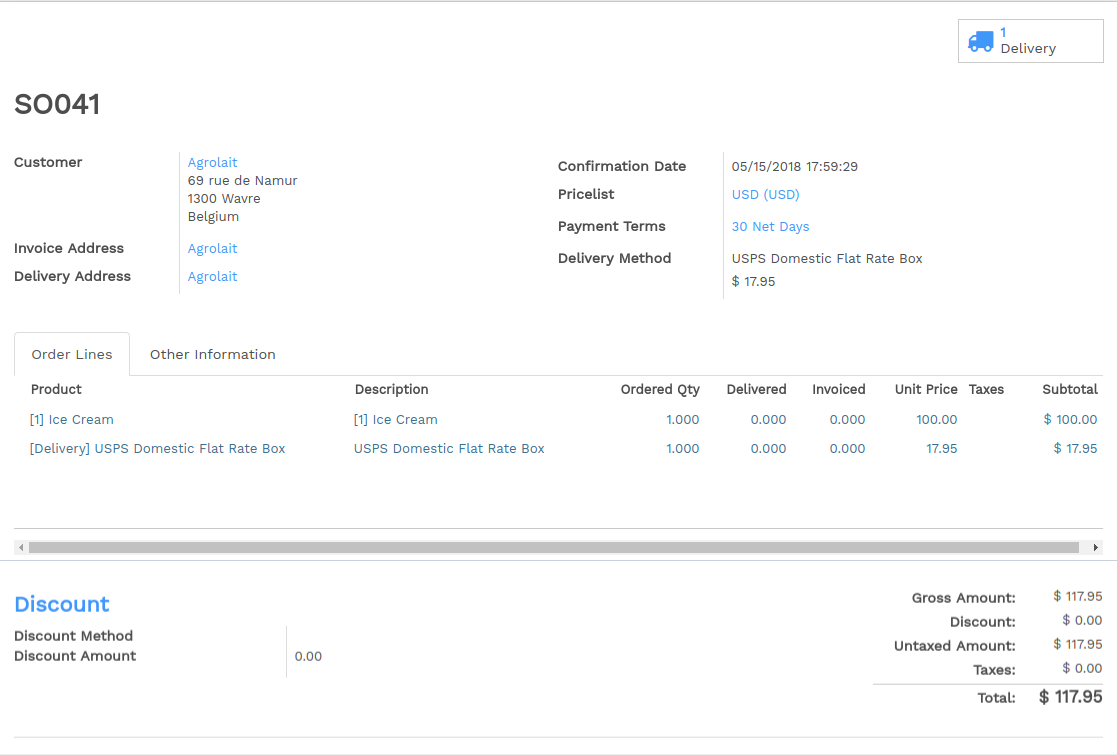 1
Delivery
SO041
Customer
Agrolait
69 rue de Namur
1300 Wavre
Belgium
Invoice Address
Agrolait
Delivery Address
Agrolait
Confirmation Date
05/15/2018 17:59:29
Pricelist
USD (USD)
Payment Terms
30 Net Days
Delivery Method
USPS Domestic Flat Rate Box
$ 17.95
Order Lines Other Information
Product Description Ordered Qty Delivered Invoiced Unit Price Taxes Subtotal
[1] Ice Cream [1] Ice Cream 1.000 0.000 0.000 100.00 $ 100.00
[Delivery] USPS Domestic Flat Rate Box USPS Domestic Flat Rate Box 1.000 0.000 0.000 17.95 $ 17.95
Discount
Discount Method
Discount Amount 0.00
Gross Amount: $ 117.95
Discount: $ 0.00
Untaxed Amount: $ 117.95
Taxes: $ 0.00
Total: $ 117.95